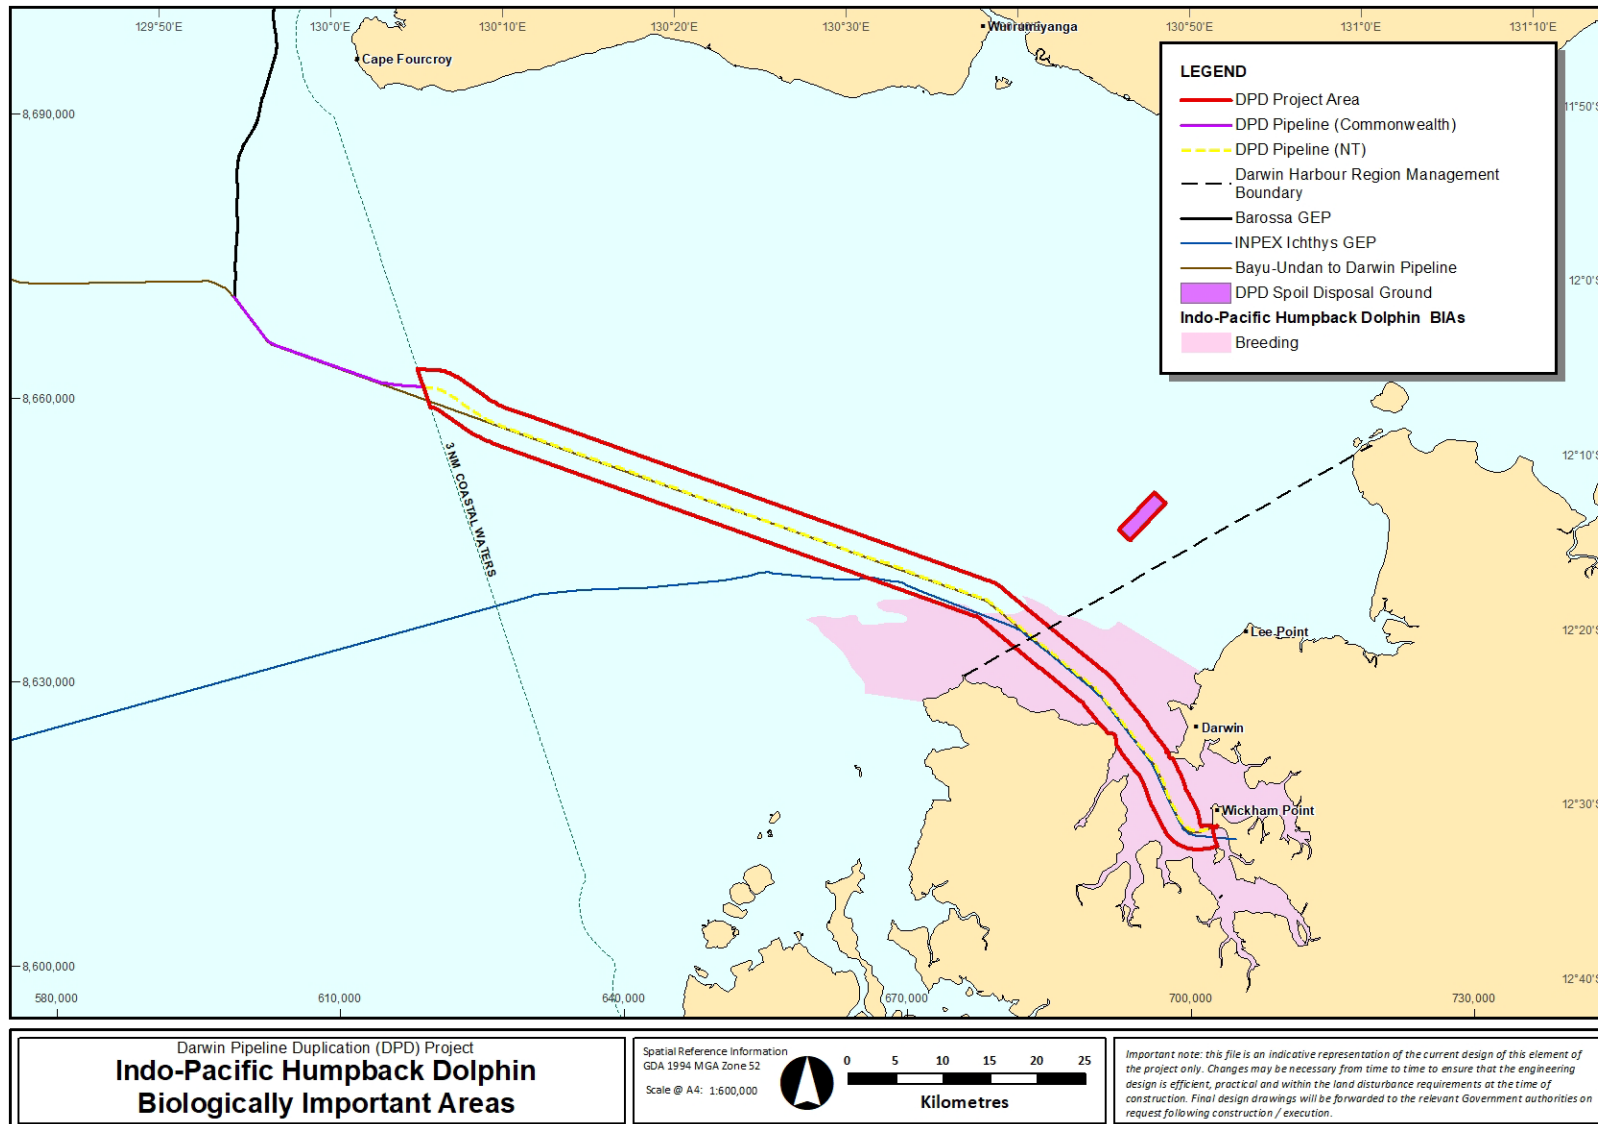 129°50'E
130°0'E
130°10'E
130°20'E
130°30'E
130°50'E
131°0'E
131°10'E
Wurrumiyanga
Cape Fourcroy
8,690,000
11°50'S
LEGEND
DPD Project Area
DPD Pipeline (Commonwealth)
DPD Pipeline (NT)
Darwin Harbour Region Management
Boundary
Barossa GEP
INPEX Ichthys GEP
Bayu-Undan to Darwin Pipeline
DPD Spoil Disposal Ground
Indo-Pacific Humpback Dolphin BIAs
Breeding
12°0'S
8,660,000
12°10'S
3 NM COASTAL WATERS
12°20'S
Lee Point
8,630,000
Darwin
12°30'S
Wickham Point
8,600,000
12°40'S
580,000
610,000
640,000
670,000
700,000
730,000
Darwin Pipeline Duplication (DPD) Project
Indo-Pacific Humpback Dolphin
Biologically Important Areas
Spatial Reference Information
GDA 1994 MGA Zone 52
Scale @ A4: 1:600,000
0 5 10 15 20 25
Kilometres
Important note: this file is an indicative representation of the current design of this element of
the project only. Changes may be necessary from time to time to ensure that the engineering
design is efficient, practical and within the land disturbance requirements at the time of
construction. Final design drawings will be forwarded to the relevant Government authorities on
request following construction / execution.